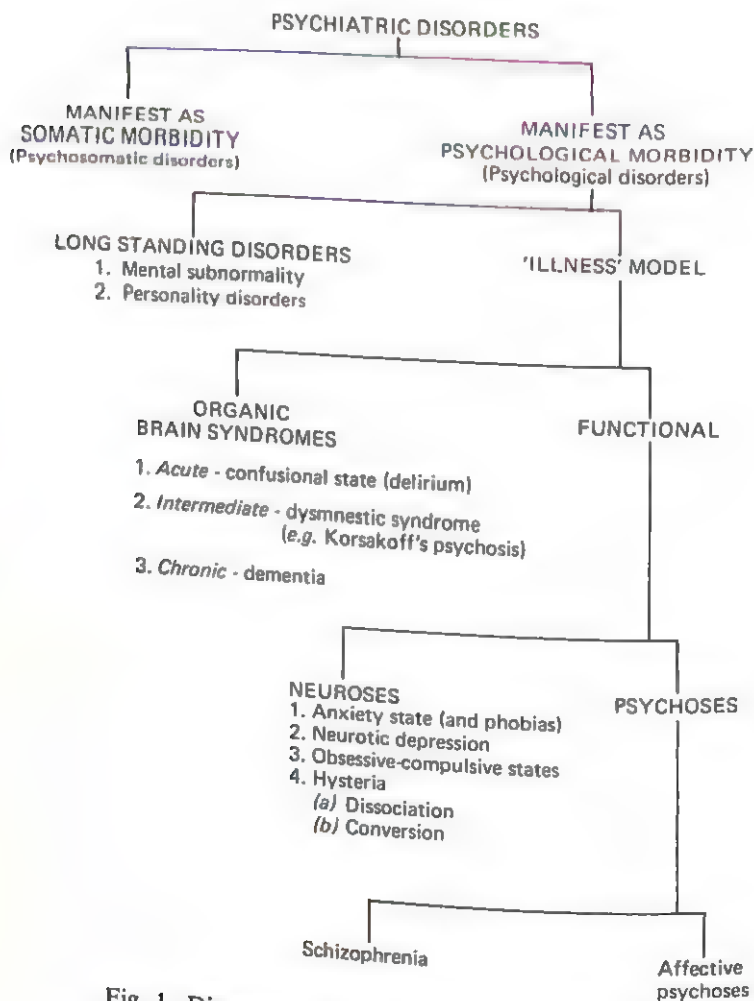 PSYCHIATRIC DISORDERS
MANIFEST AS
SOMATIC MORBIDITY
(Psychosomatic disorders)
MANIFEST AS
PSYCHOLOGICAL MORBIDITY
(Psychological disorders)
LONG STANDING DISORDERS
1. Mental subnormality
2. Personality disorders
'ILLNESS' MODEL
ORGANIC
BRAIN SYNDROMES
1. Acute - confusional state (delirium)
2. Intermediate - dysmnestic syndrome
(e.g. Korsakoff's psychosis)
3. Chronic - dementia
FUNCTIONAL
NEUROSES
1. Anxiety state (and phobias)
2. Neurotic depression
3. Obsessive-compulsive states
4. Hysteria
(a) Dissociation
(b) Conversion
PSYCHOSES
Schizophrenia
Affective
psychoses
Fig. 1